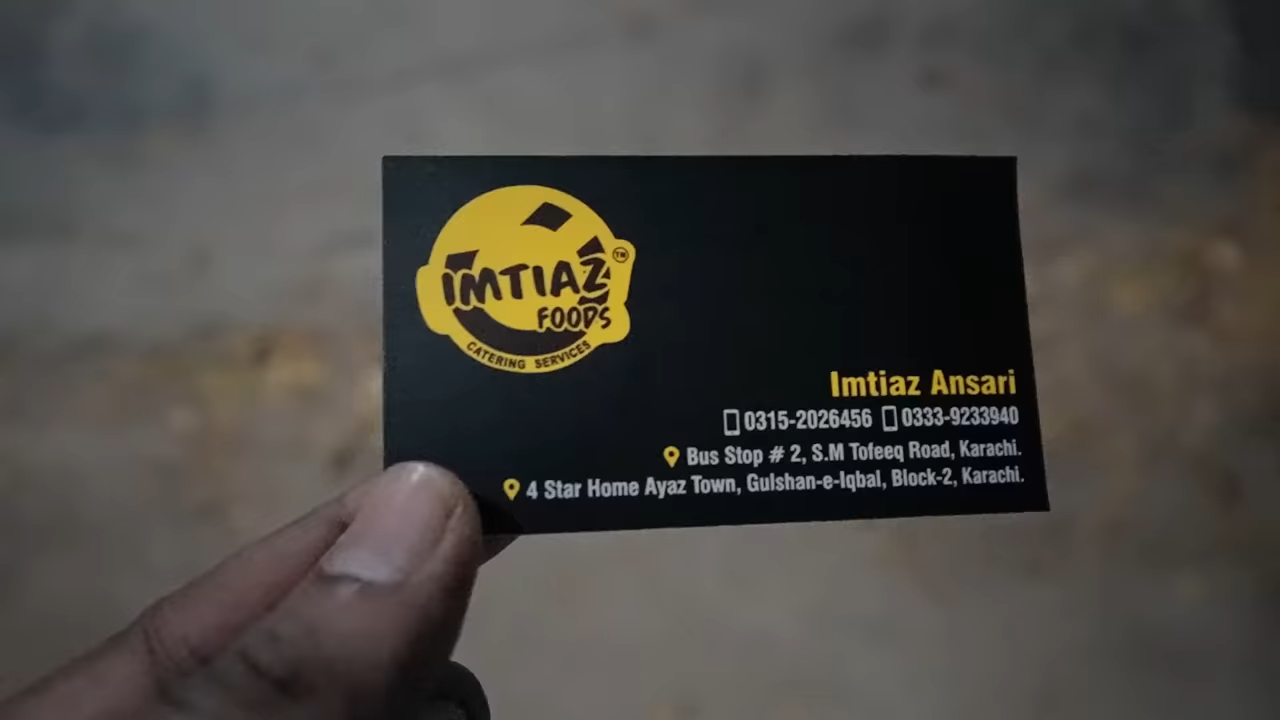 IMTIAZ
TM
FOODS
CATERING SERVICES
Imtiaz Ansari
0315-2026456 0333-9233940
Bus Stop # 2, S.M Tofeeq Road, Karachi.
4 Star Home Ayaz Town, Gulshan-e-Iqbal, Block-2, Karachi.